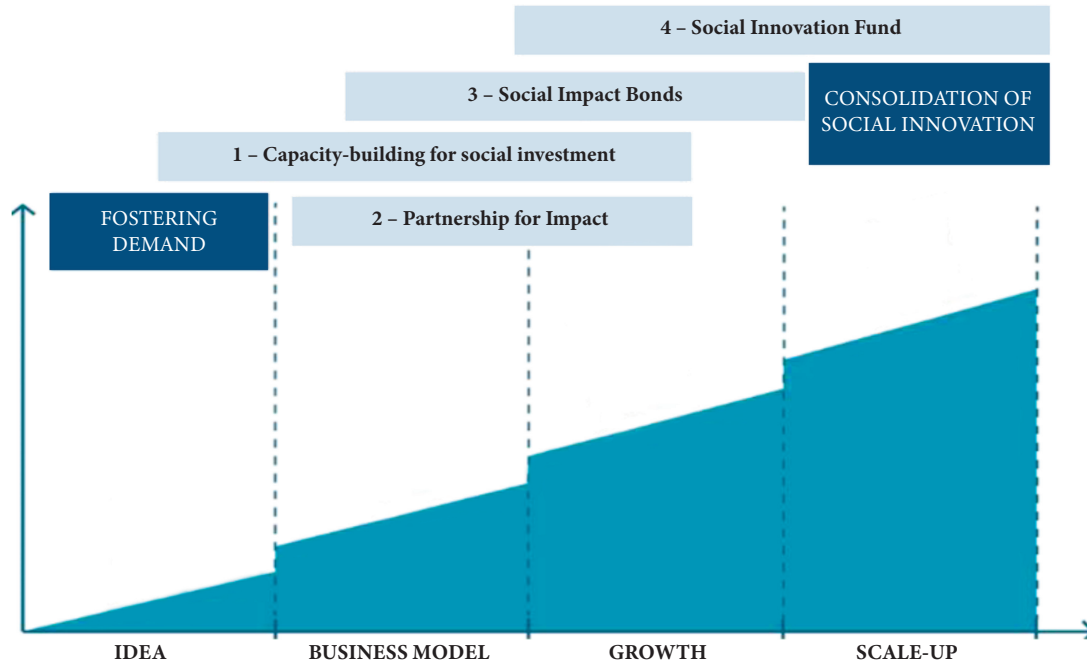 4 – Social Innovation Fund
3 – Social Impact Bonds
CONSOLIDATION OF
SOCIAL INNOVATION
1 – Capacity-building for social investment
FOSTERING
DEMAND
2 – Partnership for Impact
IDEA
BUSINESS MODEL
GROWTH
SCALE-UP